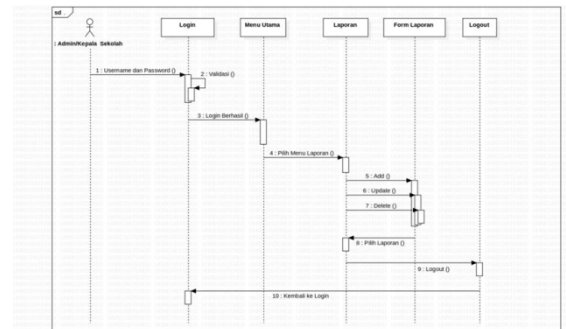 sd .
Login
Menu Utama
Laporan
Form Laporan
Logout
: Admin/Kepala Sekolah
1 : Username dan Password ()
2 : Validasi ()
3 : Login Berhasil ()
4 : Pilih Menu Laporan ()
5 : Add ()
6 : Update ()
7 : Delete ()
8 : Pilih Laporan ()
9 : Logout ()
10 : Kembali ke Login